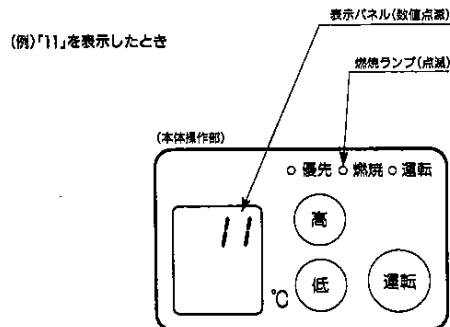 表示パネル(数値点滅)
(例)「11」を表示したとき
燃焼ランプ(点滅)
(本体操作部)
優先 燃焼 運転
11
高
℃ 低 運転